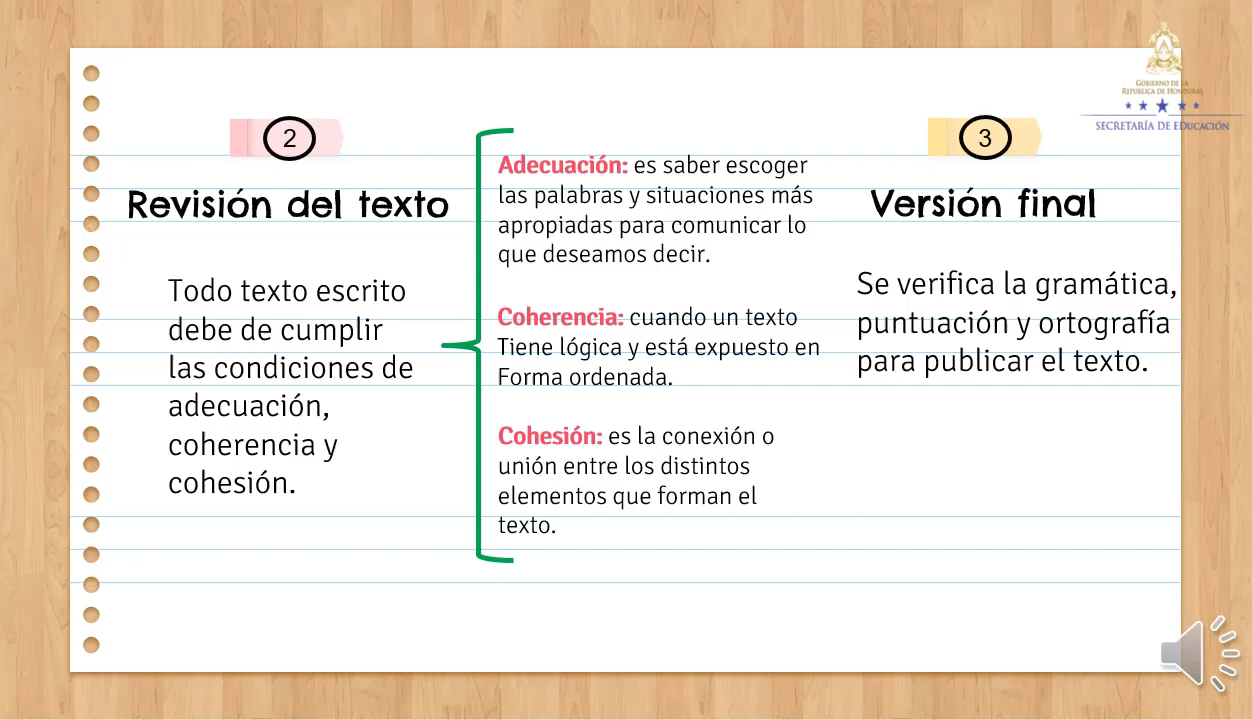 GOBIERNO DE LA
REPÚBLICA DE HONDURAS
SECRETARÍA DE EDUCACIÓN
2
Revisión del texto
Todo texto escrito
debe de cumplir
las condiciones de
adecuación,
coherencia y
cohesión.
Adecuación: es saber escoger
las palabras y situaciones más
apropiadas para comunicar lo
que deseamos decir.
Coherencia: cuando un texto
Tiene lógica y está expuesto en
Forma ordenada.
Cohesión: es la conexión o
unión entre los distintos
elementos que forman el
texto.
3
Versión final
Se verifica la gramática,
puntuación y ortografía
para publicar el texto.